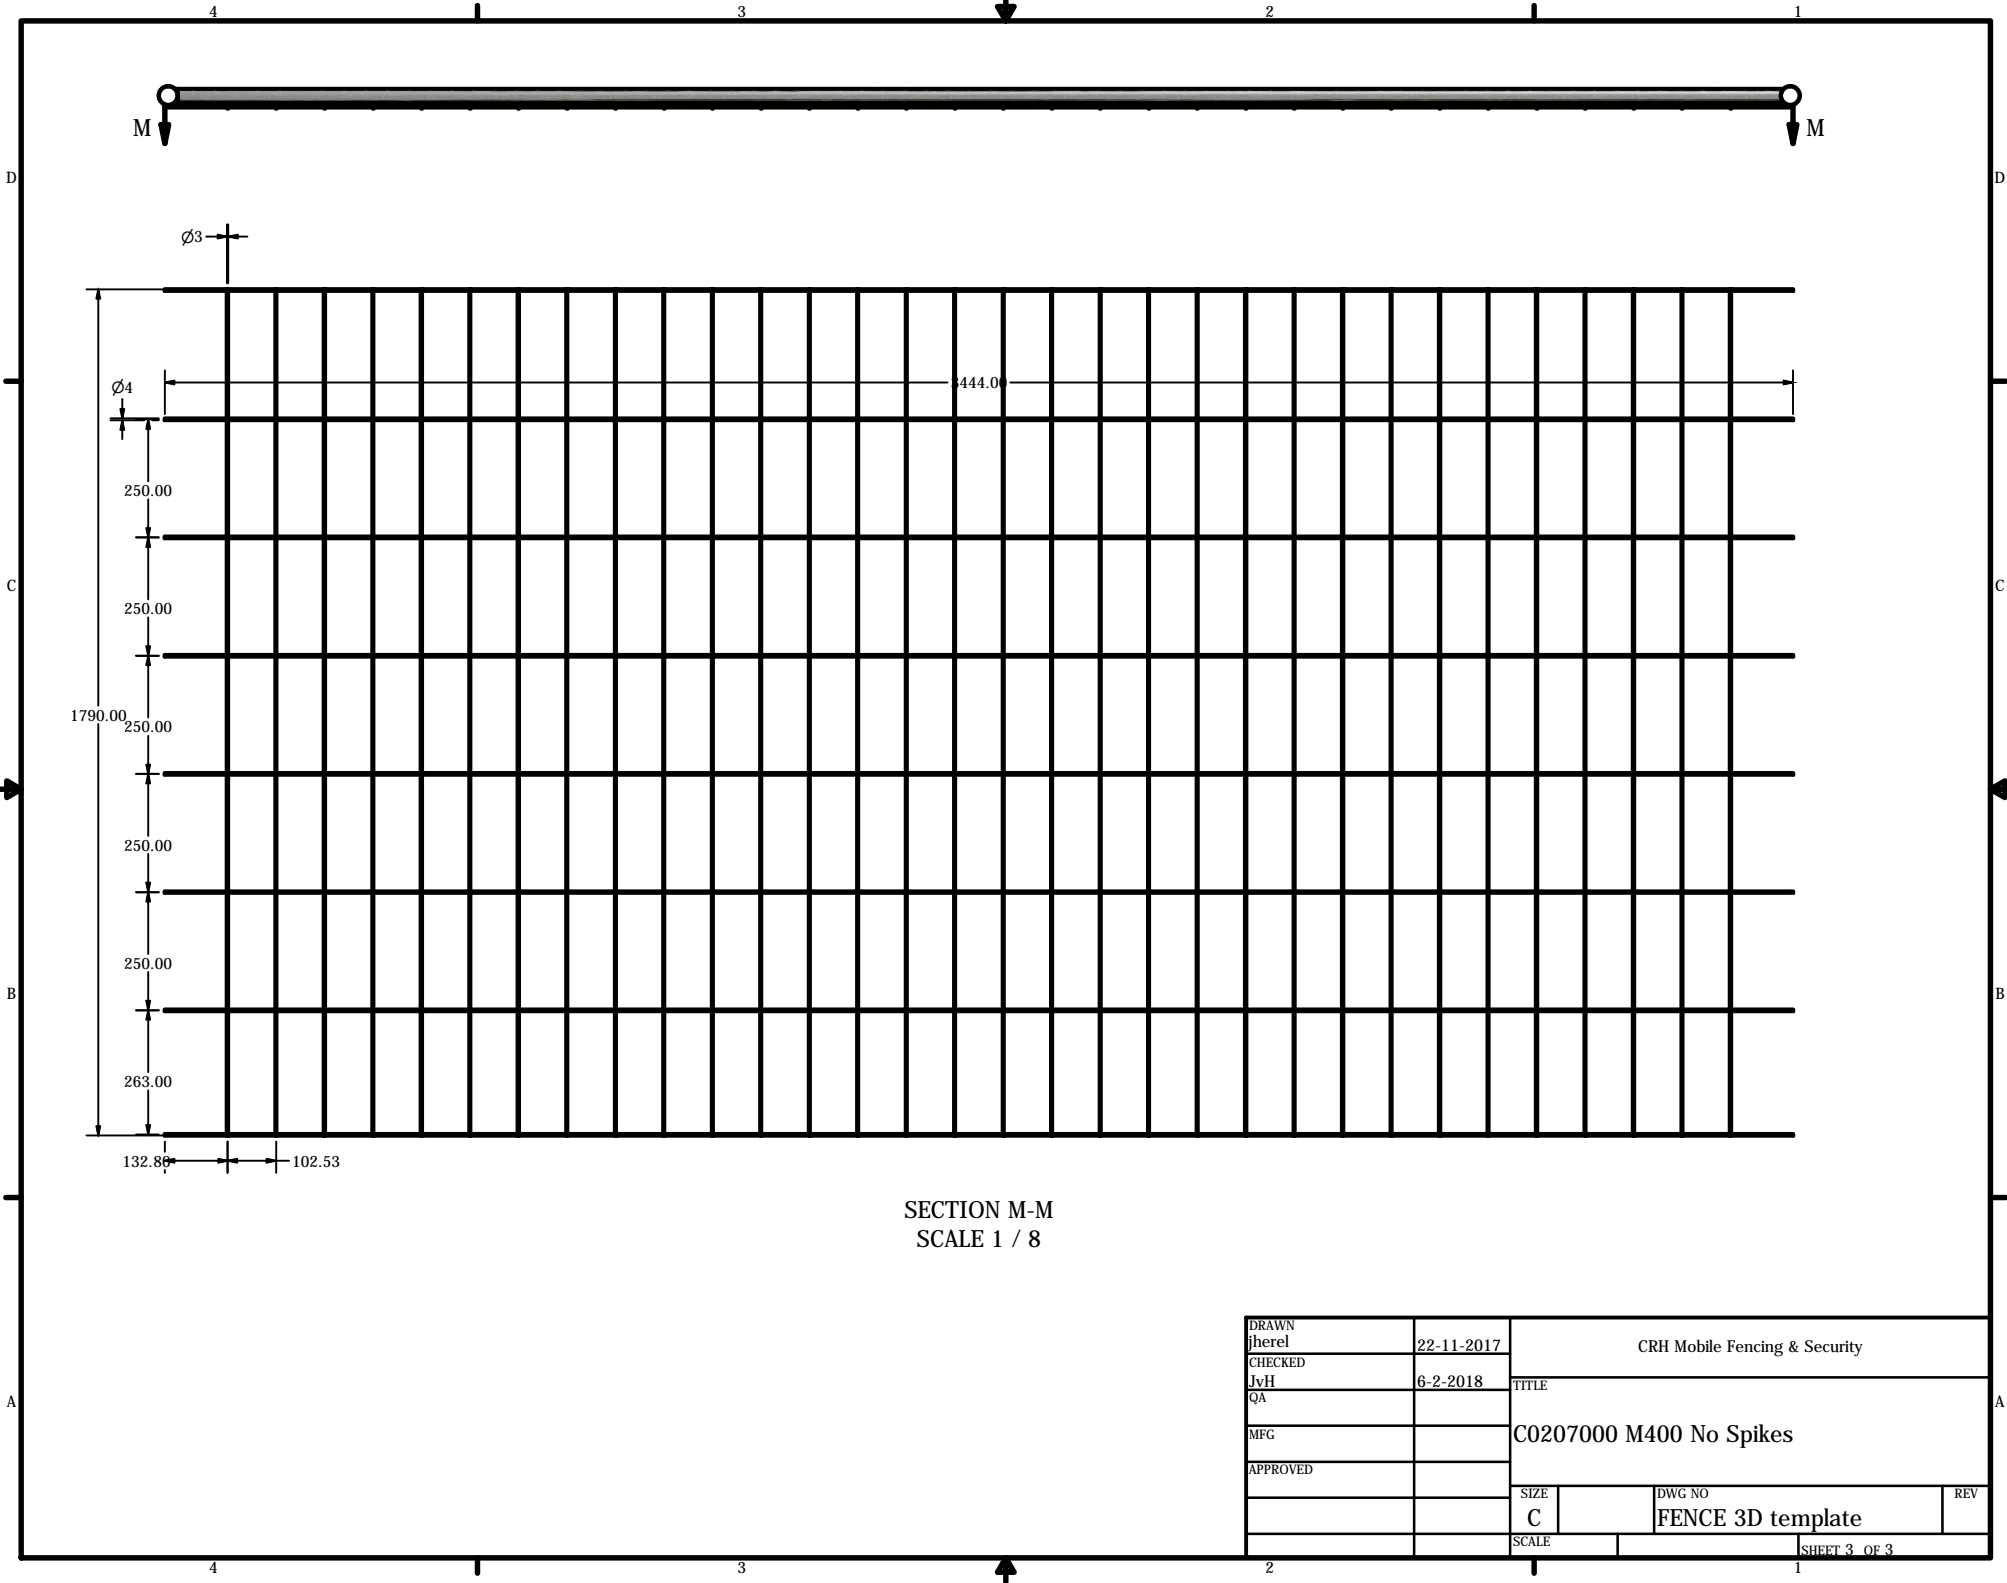 4 3 2 1
M M
D D
Ø3
Ø4
3444.00
250.00
C C
250.00
1790.00
250.00
250.00
250.00
B B
263.00
132.80 102.53
SECTION M-M
SCALE 1 / 8
DRAWN
jherel 22-11-2017
CRH Mobile Fencing & Security
CHECKED
JvH 6-2-2018
TITLE
QA
A A
C0207000 M400 No Spikes
MFG
APPROVED
SIZE DWG NO REV
C FENCE 3D template
SCALE
SHEET 3 OF 3
4 3 2 1